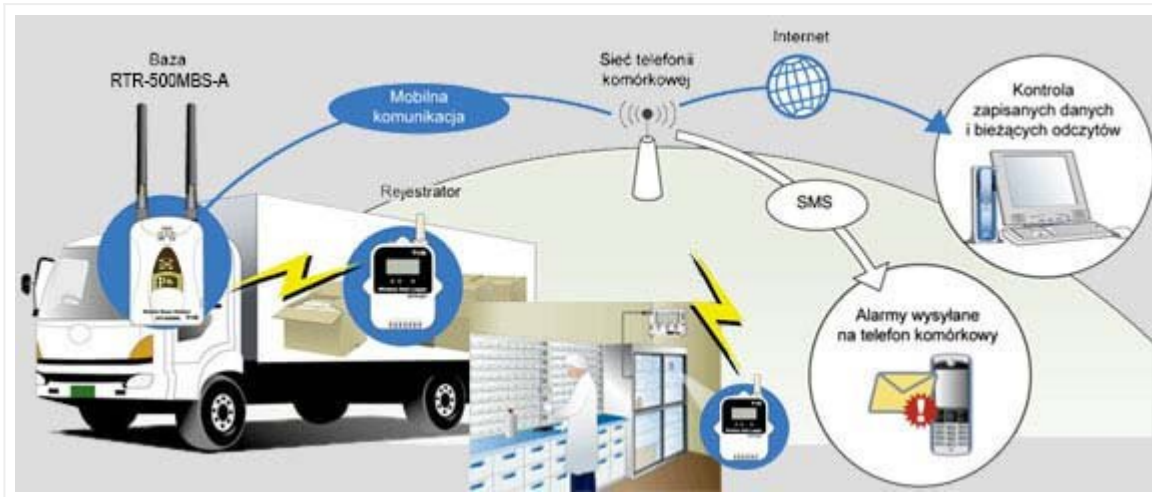 Baza
RTR-500MBS-A
Mobilna
komunikacja
Sieć telefonii
komórkowej
Internet
Kontrola
zapisanych danych
i bieżących odczytów
Rejestrator
SMS
Alarmy wysyłane
na telefon komórkowy